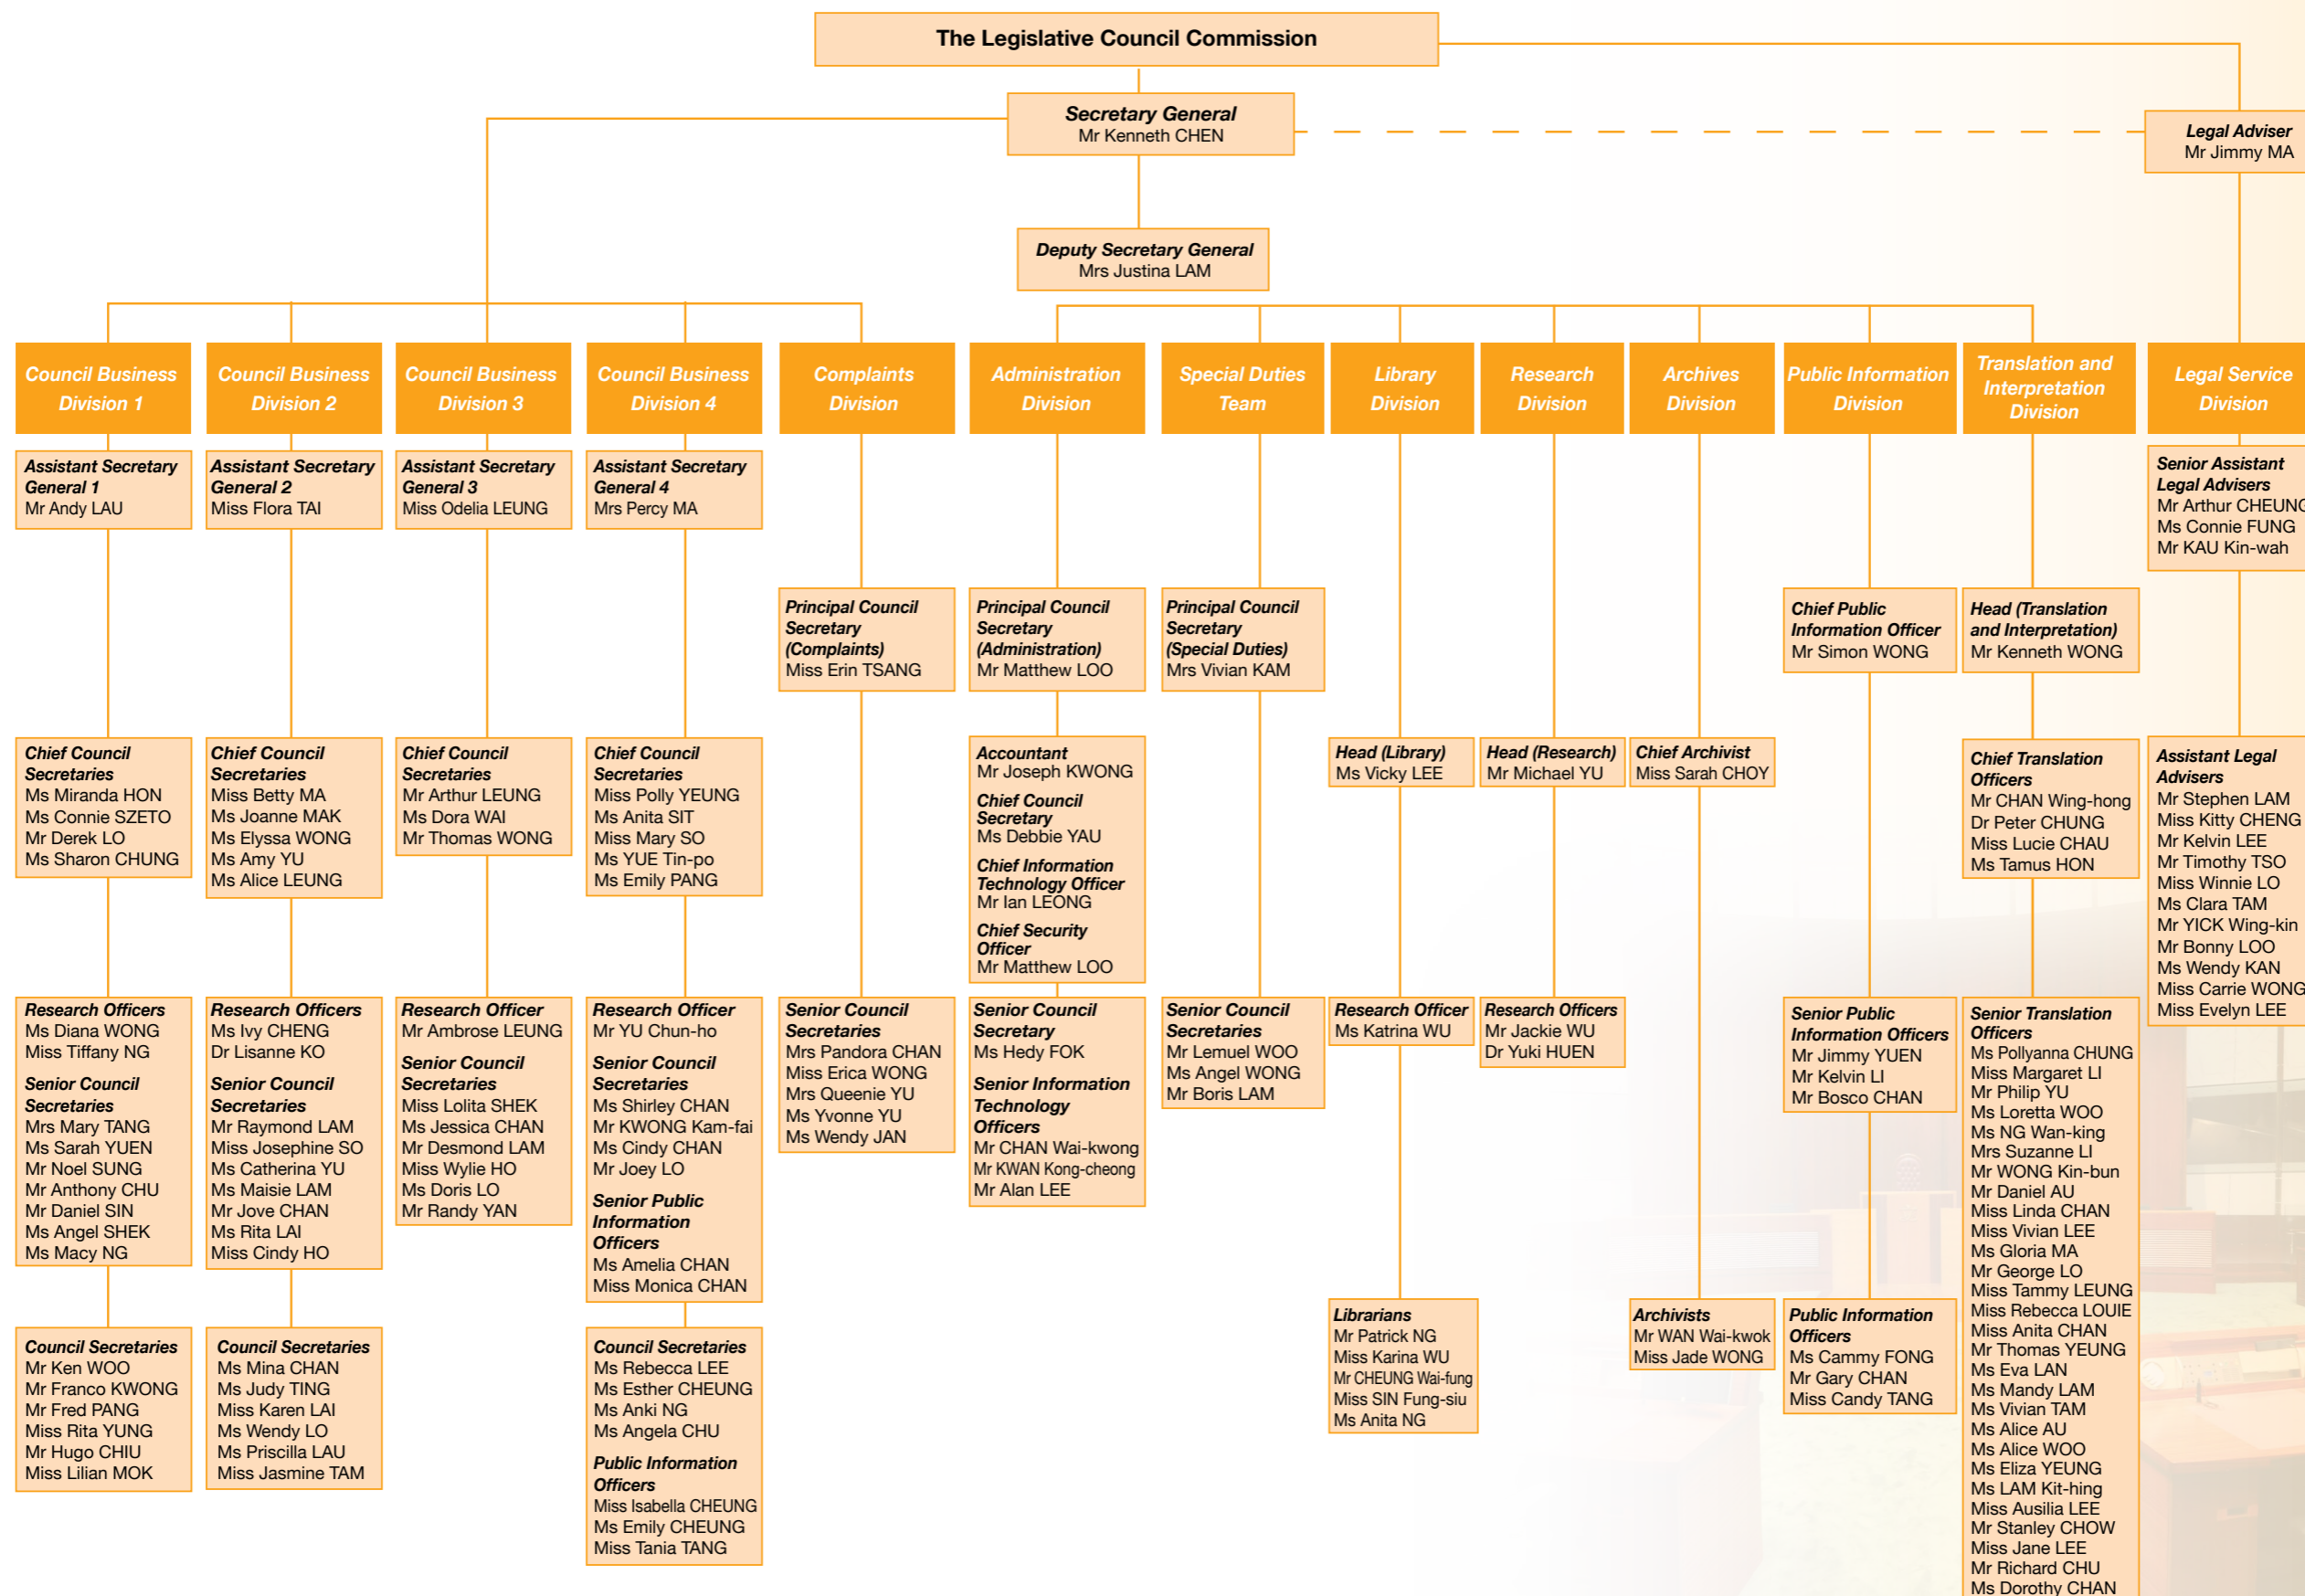 The Legislative Council Commission
Secretary General
Mr Kenneth CHEN
Legal Adviser
Mr Jimmy MA
Deputy Secretary General
Mrs Justina LAM
Council Business
Division 1
Assistant Secretary
General 1
Mr Andy LAU
Chief Council
Secretaries
Ms Miranda HON
Ms Connie SZETO
Mr Derek LO
Ms Sharon CHUNG
Research Officers
Ms Diana WONG
Miss Tiffany NG
Senior Council
Secretaries
Mrs Mary TANG
Ms Sarah YUEN
Mr Noel SUNG
Mr Anthony CHU
Mr Daniel SIN
Ms Angel SHEK
Ms Macy NG
Council Secretaries
Mr Ken WOO
Mr Franco KWONG
Mr Fred PANG
Miss Rita YUNG
Mr Hugo CHIU
Miss Lilian MOK
Council Business
Division 2
Assistant Secretary
General 2
Miss Flora TAI
Chief Council
Secretaries
Miss Betty MA
Ms Joanne MAK
Ms Elyssa WONG
Ms Amy YU
Ms Alice LEUNG
Research Officers
Ms Ivy CHENG
Dr Lisanne KO
Senior Council
Secretaries
Mr Raymond LAM
Miss Josephine SO
Ms Catherina YU
Ms Maisie LAM
Mr Jove CHAN
Ms Rita LAI
Miss Cindy HO
Council Secretaries
Ms Mina CHAN
Ms Judy TING
Miss Karen LAI
Ms Wendy LO
Ms Priscilla LAU
Miss Jasmine TAM
Council Business
Division 3
Assistant Secretary
General 3
Miss Odelia LEUNG
Chief Council
Secretaries
Mr Arthur LEUNG
Ms Dora WAI
Mr Thomas WONG
Research Officer
Mr Ambrose LEUNG
Senior Council
Secretaries
Miss Lolita SHEK
Ms Jessica CHAN
Mr Desmond LAM
Miss Wylie HO
Ms Doris LO
Mr Randy YAN
Council Business
Division 4
Assistant Secretary
General 4
Mrs Percy MA
Chief Council
Secretaries
Miss Polly YEUNG
Ms Anita SIT
Miss Mary SO
Ms YUE Tin-po
Ms Emily PANG
Research Officer
Mr YU Chun-ho
Senior Council
Secretaries
Ms Shirley CHAN
Mr KWONG Kam-fai
Ms Cindy CHAN
Mr Joey LO
Senior Public
Information
Officers
Ms Amelia CHAN
Miss Monica CHAN
Council Secretaries
Ms Rebecca LEE
Ms Esther CHEUNG
Ms Anki NG
Ms Angela CHU
Public Information
Officers
Miss Isabella CHEUNG
Ms Emily CHEUNG
Miss Tania TANG
Complaints
Division
Principal Council
Secretary
(Complaints)
Miss Erin TSANG
Senior Council
Secretaries
Mrs Pandora CHAN
Miss Erica WONG
Mrs Queenie YU
Ms Yvonne YU
Ms Wendy JAN
Administration
Division
Principal Council
Secretary
(Administration)
Mr Matthew LOO
Accountant
Mr Joseph KWONG
Chief Council
Secretary
Ms Debbie YAU
Chief Information
Technology Officer
Mr Ian LEONG
Chief Security
Officer
Mr Matthew LOO
Senior Council
Secretary
Ms Hedy FOK
Senior Information
Technology
Officers
Mr CHAN Wai-kwong
Mr KWAN Kong-cheong
Mr Alan LEE
Special Duties
Team
Principal Council
Secretary
(Special Duties)
Mrs Vivian KAM
Senior Council
Secretaries
Mr Lemuel WOO
Ms Angel WONG
Mr Boris LAM
Library
Division
Head (Library)
Ms Vicky LEE
Research Officer
Ms Katrina WU
Librarians
Mr Patrick NG
Miss Karina WU
Mr CHEUNG Wai-fung
Miss SIN Fung-siu
Ms Anita NG
Research
Division
Head (Research)
Mr Michael YU
Research Officers
Mr Jackie WU
Dr Yuki HUEN
Archives
Division
Chief Archivist
Miss Sarah CHOY
Archivists
Mr WAN Wai-kwok
Miss Jade WONG
Public Information
Division
Chief Public
Information Officer
Mr Simon WONG
Senior Public
Information Officers
Mr Jimmy YUEN
Mr Kelvin LI
Mr Bosco CHAN
Public Information
Officers
Ms Cammy FONG
Mr Gary CHAN
Miss Candy TANG
Translation and
Interpretation
Division
Head (Translation
and Interpretation)
Mr Kenneth WONG
Chief Translation
Officers
Mr CHAN Wing-hong
Dr Peter CHUNG
Miss Lucie CHAU
Ms Tamus HON
Senior Translation
Officers
Ms Pollyanna CHUNG
Miss Margaret LI
Mr Philip YU
Ms Loretta WOO
Ms NG Wan-king
Mrs Suzanne LI
Mr WONG Kin-bun
Mr Daniel AU
Miss Linda CHAN
Miss Vivian LEE
Ms Gloria MA
Mr George LO
Miss Tammy LEUNG
Miss Rebecca LOUIE
Miss Anita CHAN
Mr Thomas YEUNG
Ms Eva LAN
Ms Mandy LAM
Ms Vivian TAM
Ms Alice AU
Ms Alice WOO
Ms Eliza YEUNG
Ms LAM Kit-hing
Miss Ausilia LEE
Mr Stanley CHOW
Miss Jane LEE
Mr Richard CHU
Ms Dorothy CHAN
Legal Service
Division
Senior Assistant
Legal Advisers
Mr Arthur CHEUNG
Ms Connie FUNG
Mr KAU Kin-wah
Assistant Legal
Advisers
Mr Stephen LAM
Miss Kitty CHENG
Mr Kelvin LEE
Mr Timothy TSO
Miss Winnie LO
Ms Clara TAM
Mr YICK Wing-kin
Mr Bonny LOO
Ms Wendy KAN
Miss Carrie WONG
Miss Evelyn LEE